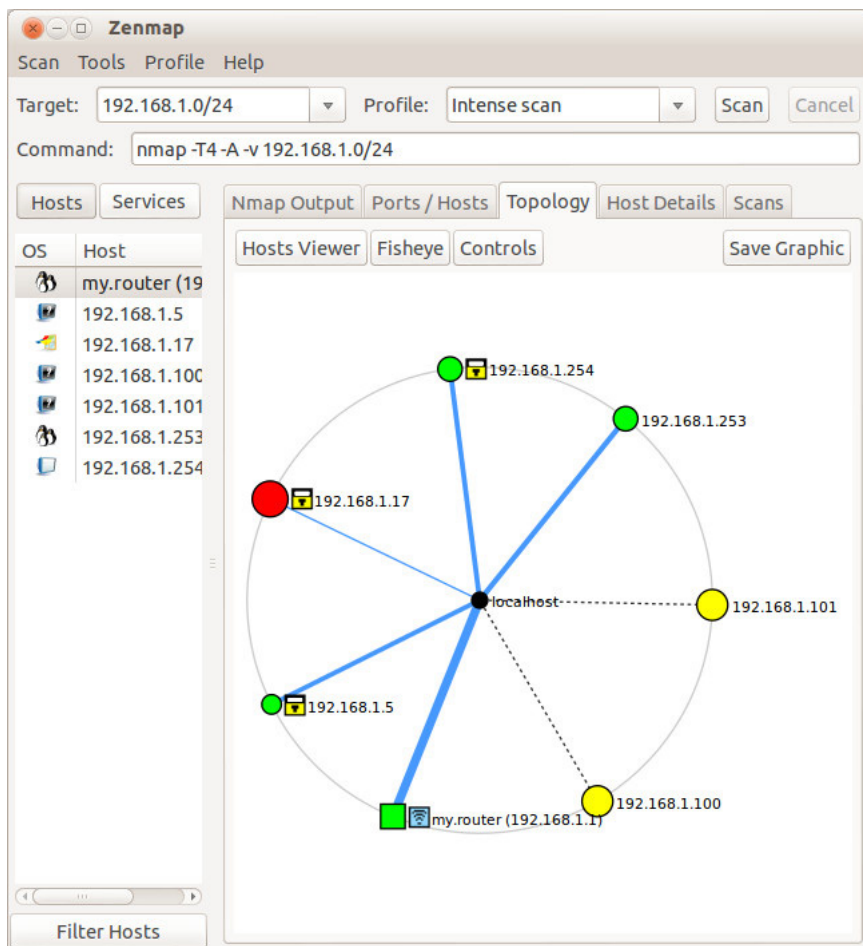 Zenmap
Scan Tools Profile Help
Target: 192.168.1.0/24 Profile: Intense scan Scan Cancel
Command: nmap -T4 -A -v 192.168.1.0/24
Hosts Services
Nmap Output Ports / Hosts Topology Host Details Scans
OS Host
my.router (19
192.168.1.5
192.168.1.17
192.168.1.100
192.168.1.101
192.168.1.253
192.168.1.254
Filter Hosts
Hosts Viewer Fisheye Controls Save Graphic
192.168.1.254
192.168.1.253
192.168.1.17
localhost
192.168.1.101
192.168.1.5
192.168.1.100
my.router (192.168.1.1)